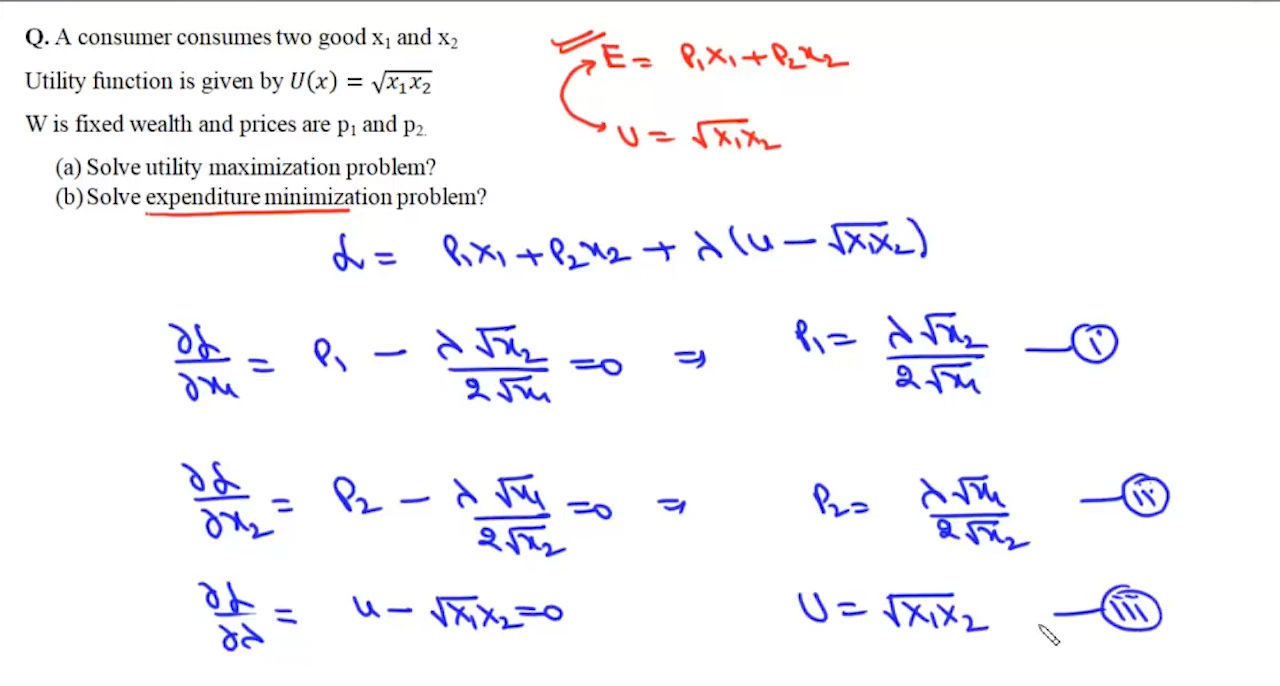 Q. A consumer consumes two good x₁ and x₂
Utility function is given by U(x) = √x₁x₂
W is fixed wealth and prices are p₁ and p₂.
(a) Solve utility maximization problem?
(b) Solve expenditure minimization problem?
E = P₁x₁ + P₂x₂
U = √x₁x₂
ℒ = P₁x₁ + P₂x₂ + λ(u − √x₁x₂)
∂ℒ/∂x₁ = P₁ − λ√x₂/2√x₁ = 0 ⇒ P₁ = λ√x₂/2√x₁ — (i)
∂ℒ/∂x₂ = P₂ − λ√x₁/2√x₂ = 0 ⇒ P₂ = λ√x₁/2√x₂ — (ii)
∂ℒ/∂λ = u − √x₁x₂ = 0 U = √x₁x₂ — (iii)